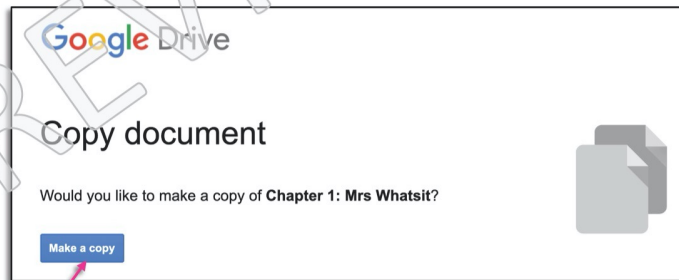 Google Drive
Copy document
Would you like to make a copy of Chapter 1: Mrs Whatsit?
Make a copy